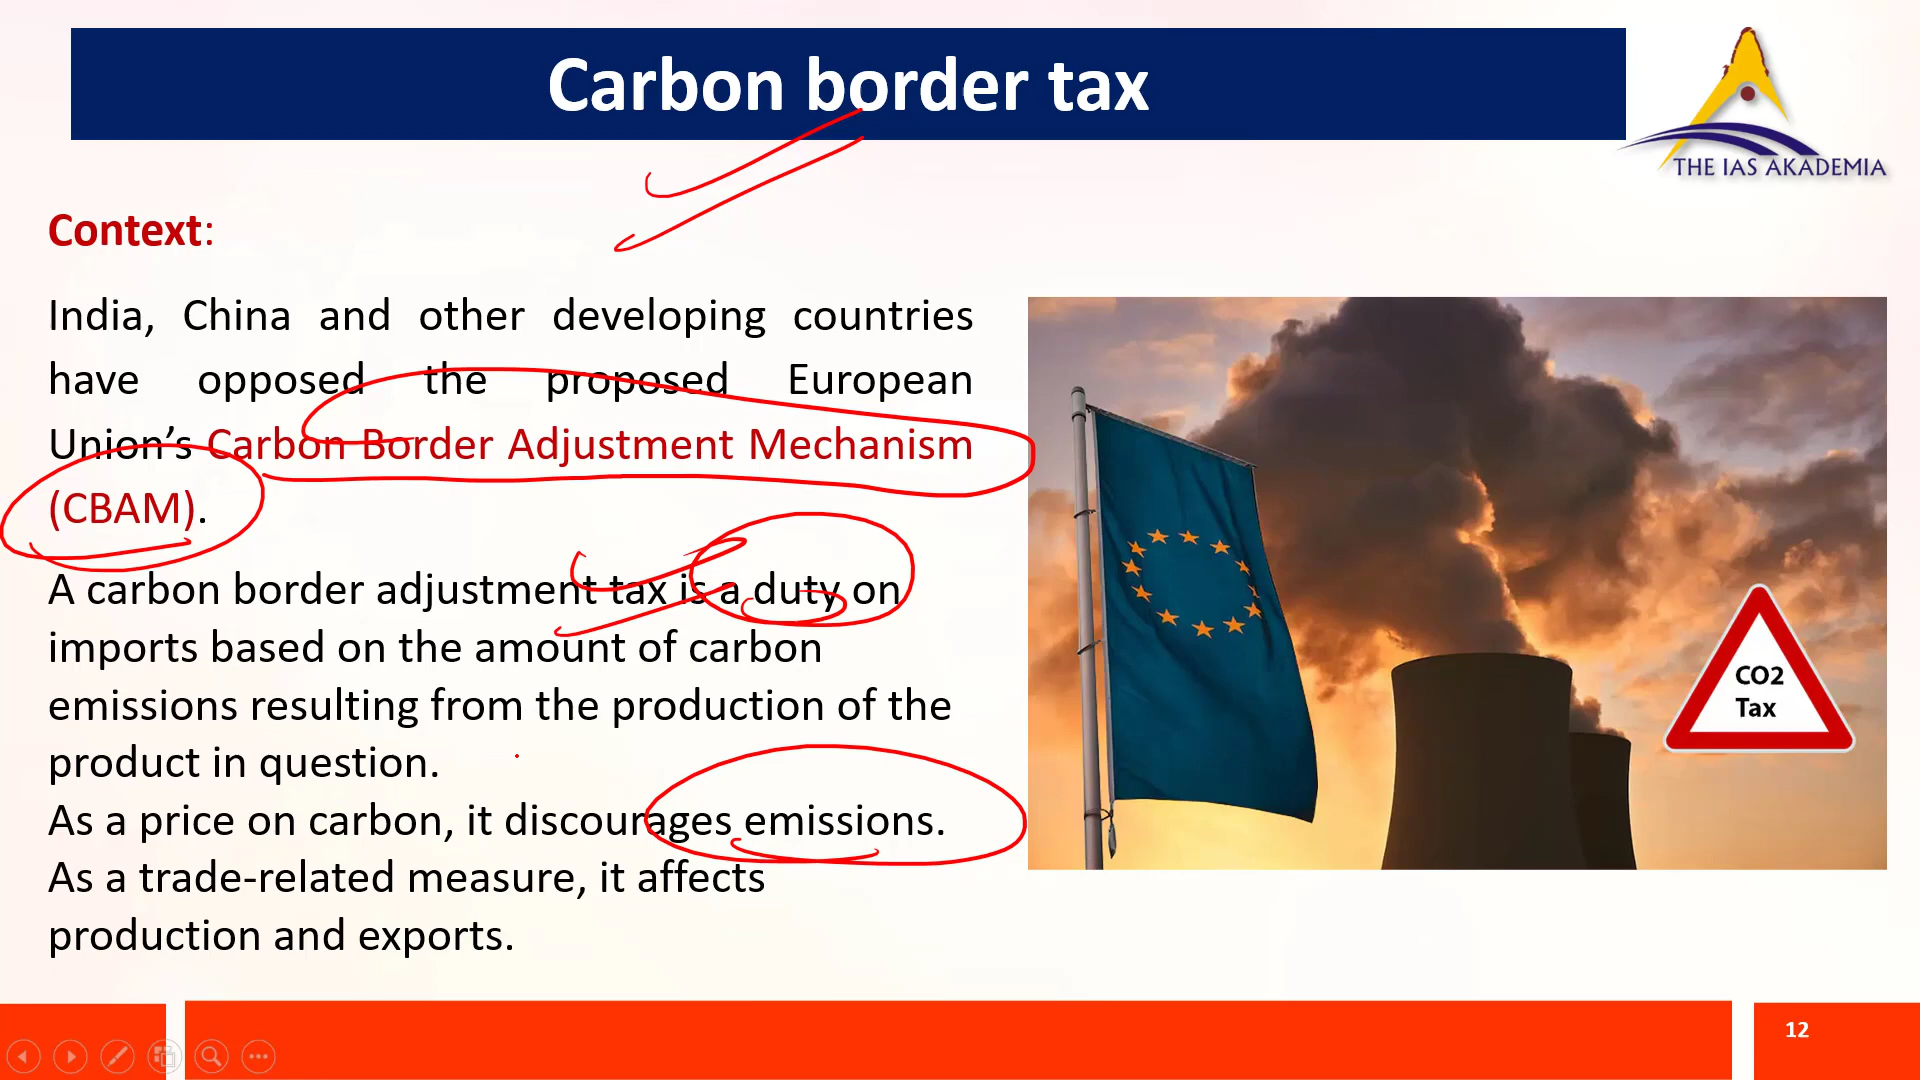 Carbon border tax
THE IAS AKADEMIA
Context:
India, China and other developing countries
have opposed the proposed European
Union’s Carbon Border Adjustment Mechanism
(CBAM).
A carbon border adjustment tax is a duty on
imports based on the amount of carbon
emissions resulting from the production of the
product in question.
As a price on carbon, it discourages emissions.
As a trade-related measure, it affects
production and exports.
CO2
Tax
12